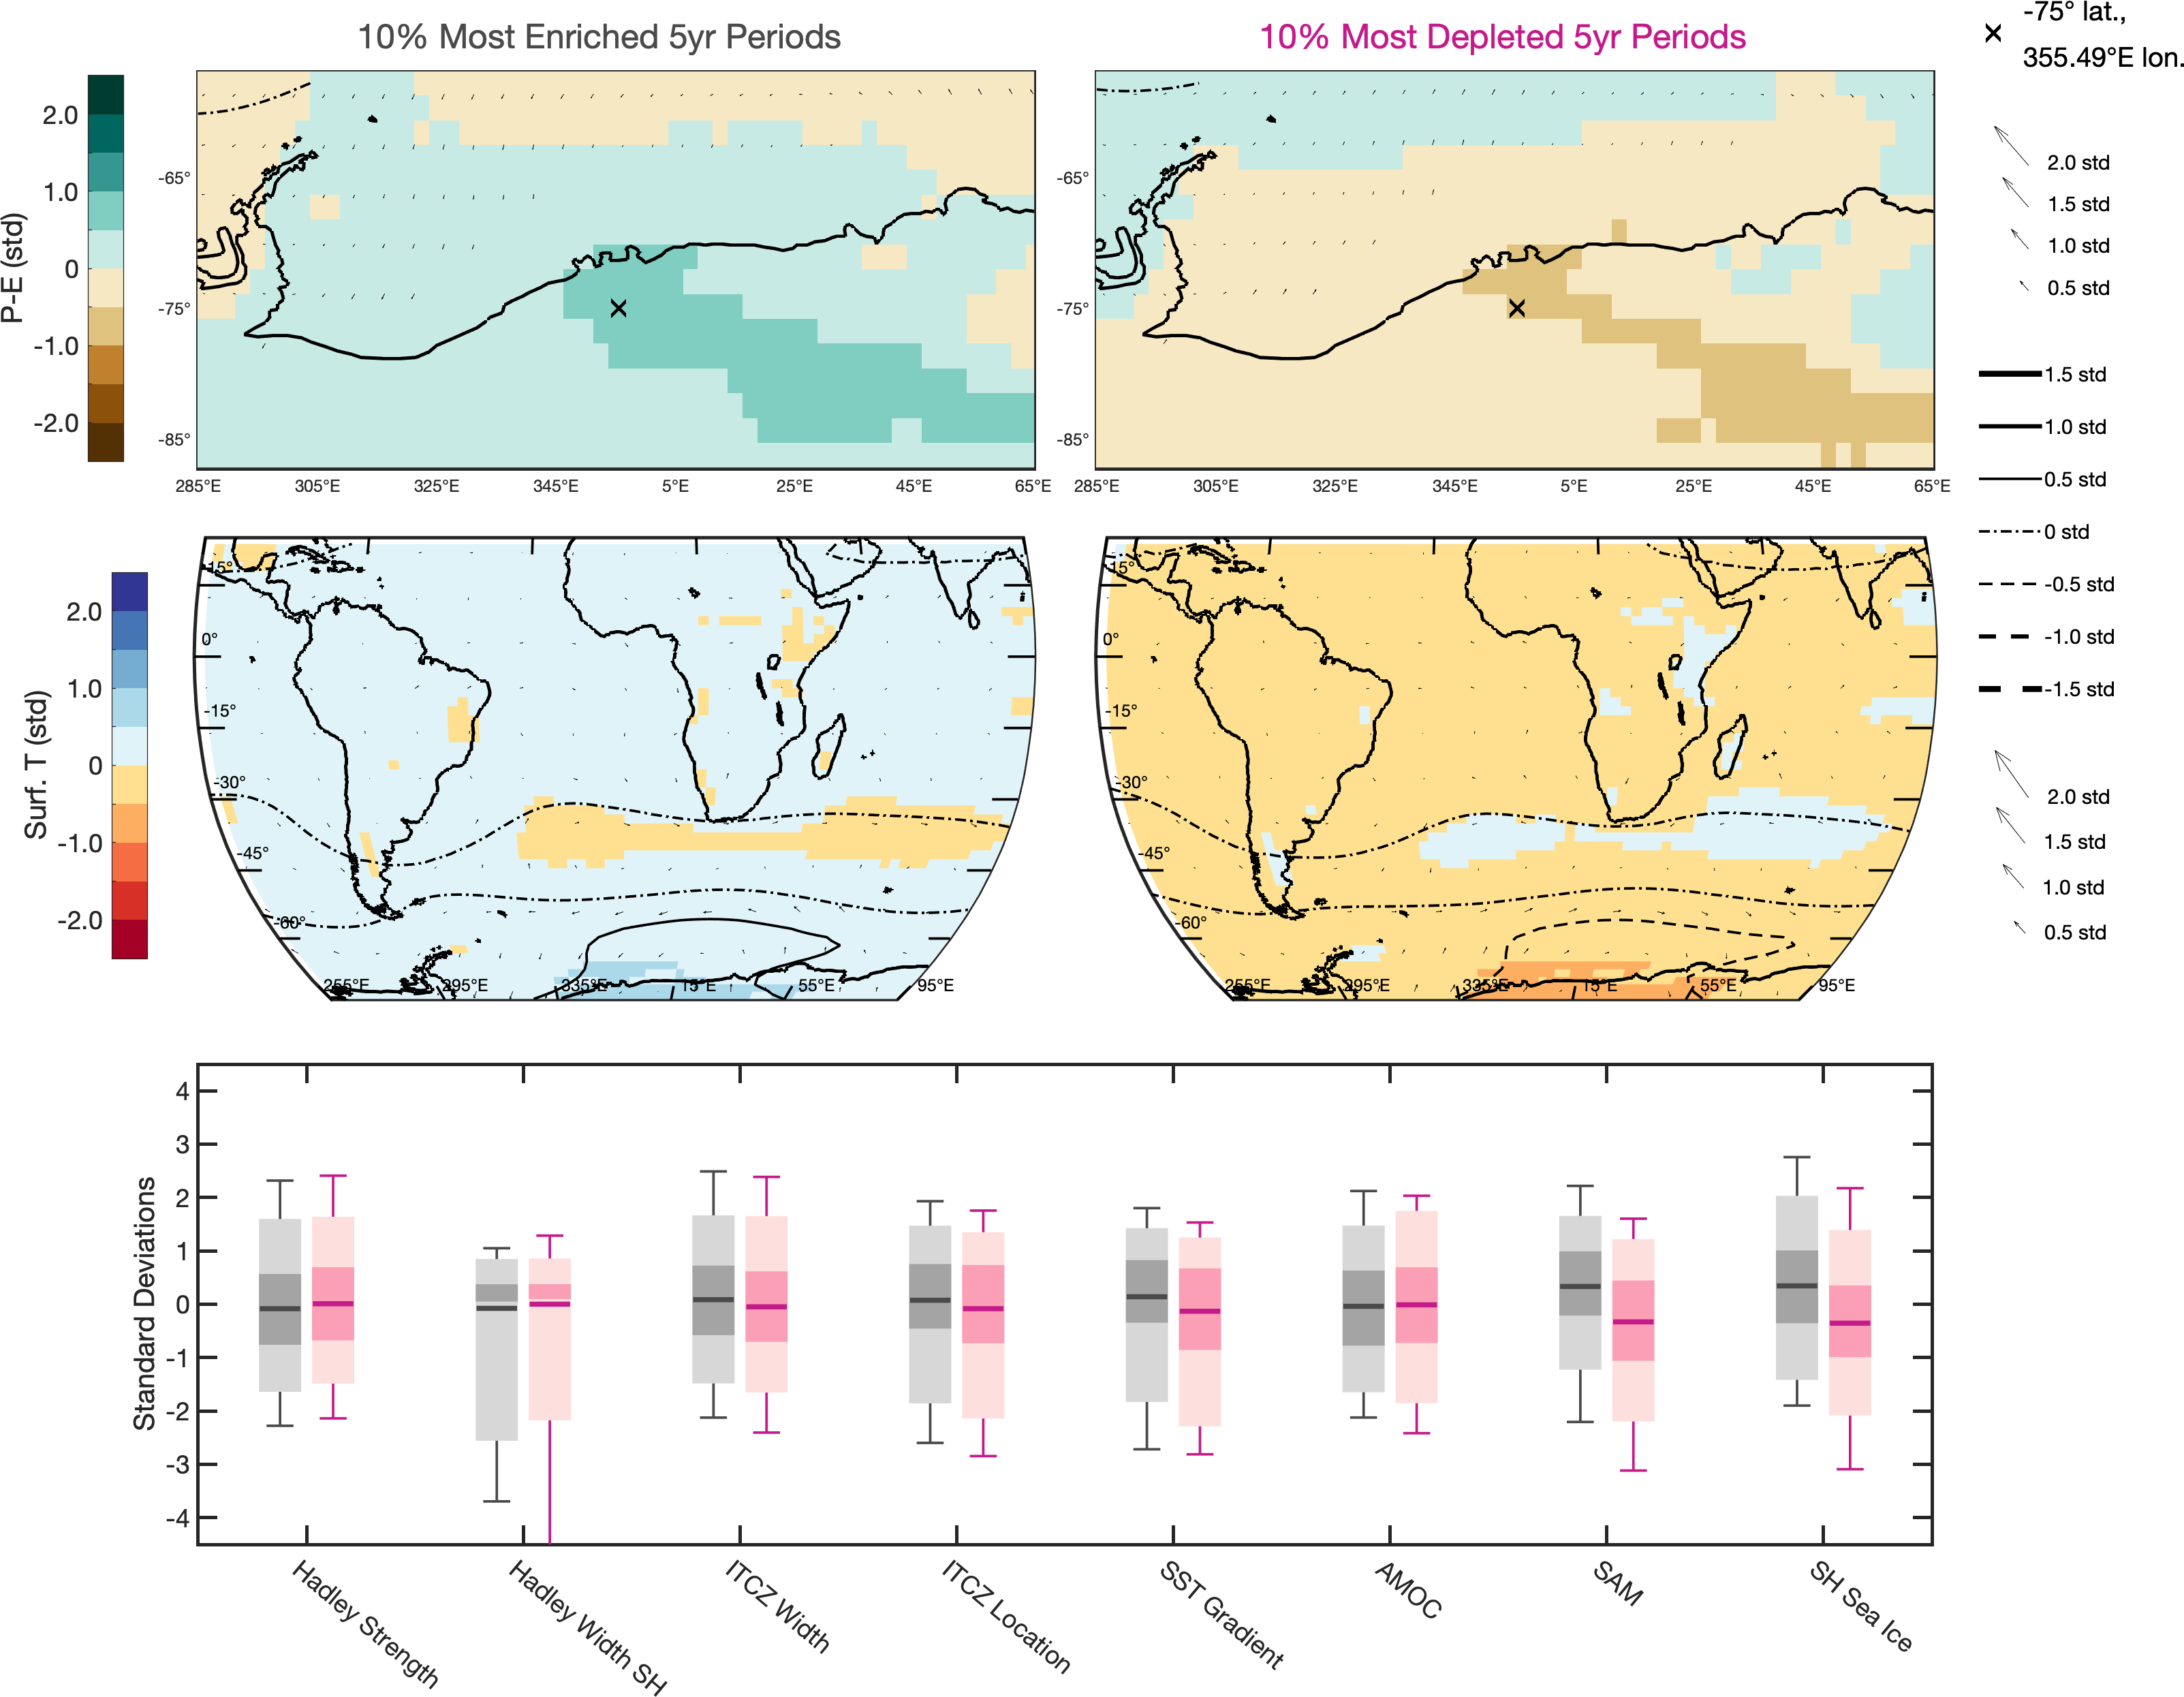 10% Most Enriched 5yr Periods
10% Most Depleted 5yr Periods
-75° lat.,
355.49°E lon.
P-E (std)
2.0
1.0
0
-1.0
-2.0
-65°
-75°
-85°
285°E 305°E 325°E 345°E 5°E 25°E 45°E 65°E
-65°
-75°
-85°
285°E 305°E 325°E 345°E 5°E 25°E 45°E 65°E
2.0 std
1.5 std
1.0 std
0.5 std
1.5 std
1.0 std
0.5 std
0 std
-0.5 std
-1.0 std
-1.5 std
2.0 std
1.5 std
1.0 std
0.5 std
Surf. T (std)
2.0
1.0
0
-1.0
-2.0
15°
0°
-15°
-30°
-45°
-60°
255°E 295°E 335°E 15°E 55°E 95°E
15°
0°
-15°
-30°
-45°
-60°
255°E 295°E 335°E 15°E 55°E 95°E
Standard Deviations
4
3
2
1
0
-1
-2
-3
-4
Hadley Strength
Hadley Width SH
ITCZ Width
ITCZ Location
SST Gradient
AMOC
SAM
SH Sea Ice